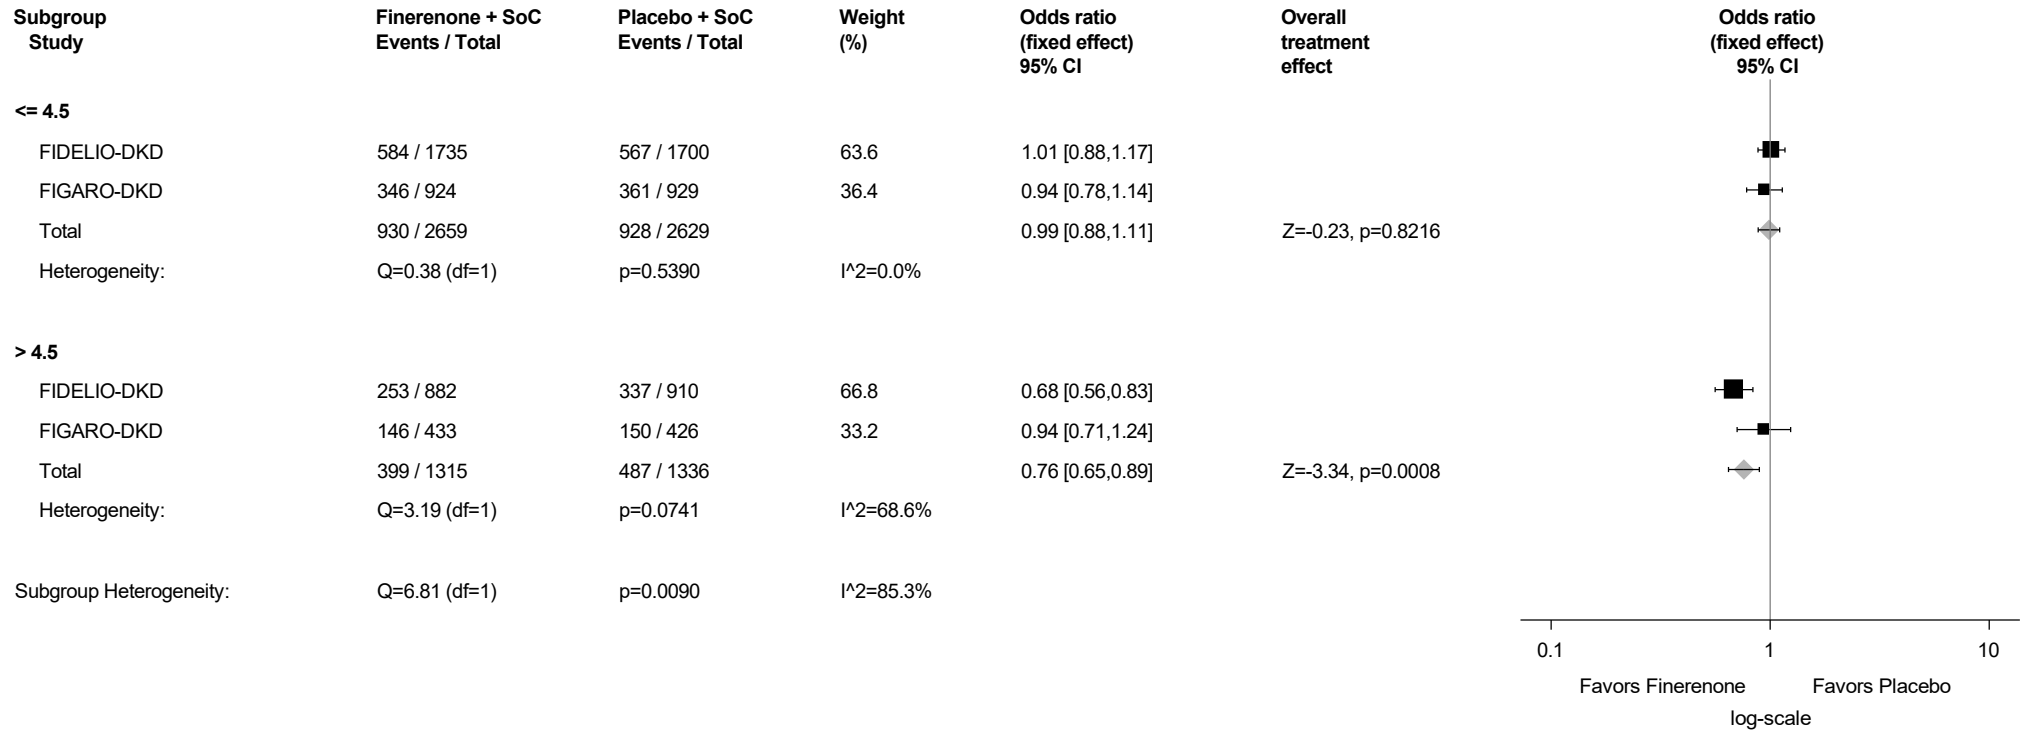 Subgroup Finerenone + SoC Placebo + SoC Weight Odds ratio Overall Odds ratio
Study Events / Total Events / Total (%) (fixed effect) treatment (fixed effect)
95% CI effect 95% CI
<= 4.5
FIDELIO-DKD 584 / 1735 567 / 1700 63.6 1.01 [0.88,1.17]
FIGARO-DKD 346 / 924 361 / 929 36.4 0.94 [0.78,1.14]
Total 930 / 2659 928 / 2629 0.99 [0.88,1.11] Z=-0.23, p=0.8216
Heterogeneity: Q=0.38 (df=1) p=0.5390 I^2=0.0%
> 4.5
FIDELIO-DKD 253 / 882 337 / 910 66.8 0.68 [0.56,0.83]
FIGARO-DKD 146 / 433 150 / 426 33.2 0.94 [0.71,1.24]
Total 399 / 1315 487 / 1336 0.76 [0.65,0.89] Z=-3.34, p=0.0008
Heterogeneity: Q=3.19 (df=1) p=0.0741 I^2=68.6%
Subgroup Heterogeneity: Q=6.81 (df=1) p=0.0090 I^2=85.3%
0.1 1 10
Favors Finerenone Favors Placebo
log-scale